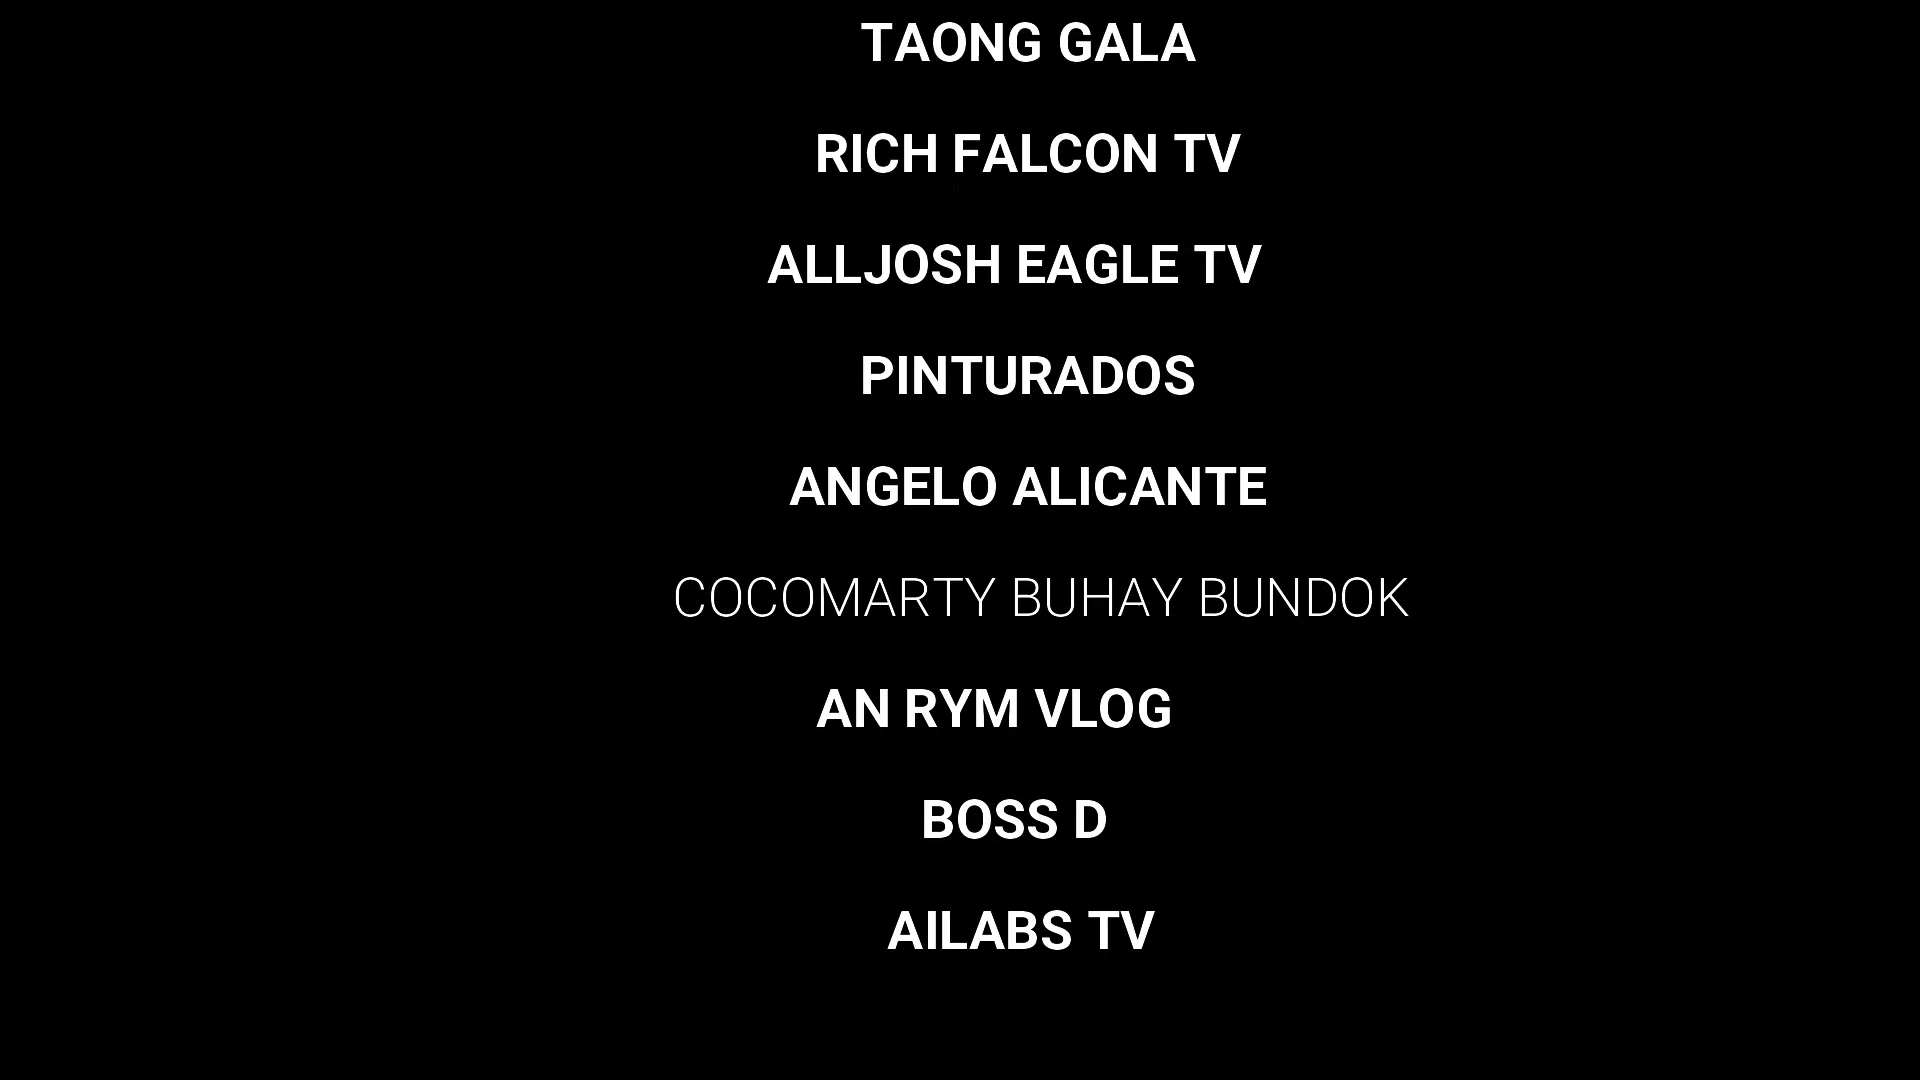 TAONG GALA
RICH FALCON TV
ALLJOSH EAGLE TV
PINTURADOS
ANGELO ALICANTE
COCOMARTY BUHAY BUNDOK
AN RYM VLOG
BOSS D
AILABS TV